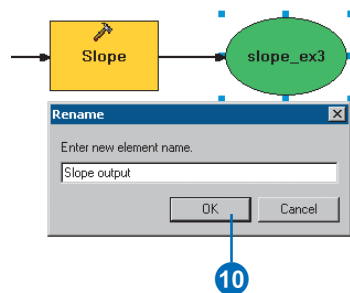 Slope
slope_ex3
Rename
Enter new element name.
Slope output
OK
Cancel
10